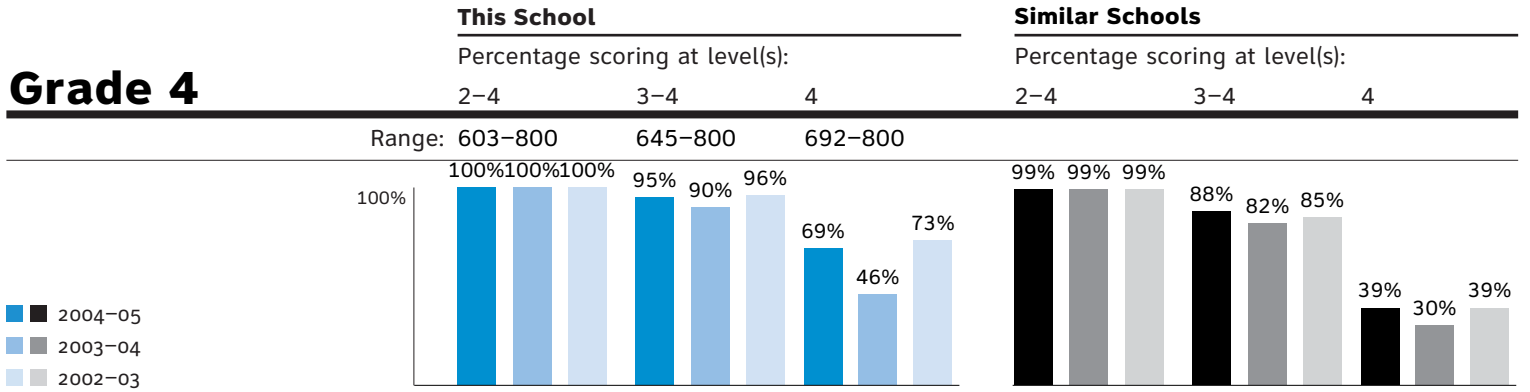 This School Similar Schools
Percentage scoring at level(s): Percentage scoring at level(s):
Grade 4 2–4 3–4 4 2–4 3–4 4
Range: 603–800 645–800 692–800
100% 100% 100% 95% 90% 96% 69% 46% 73% 99% 99% 99% 88% 82% 85% 39% 30% 39%
100%
2004–05
2003–04
2002–03